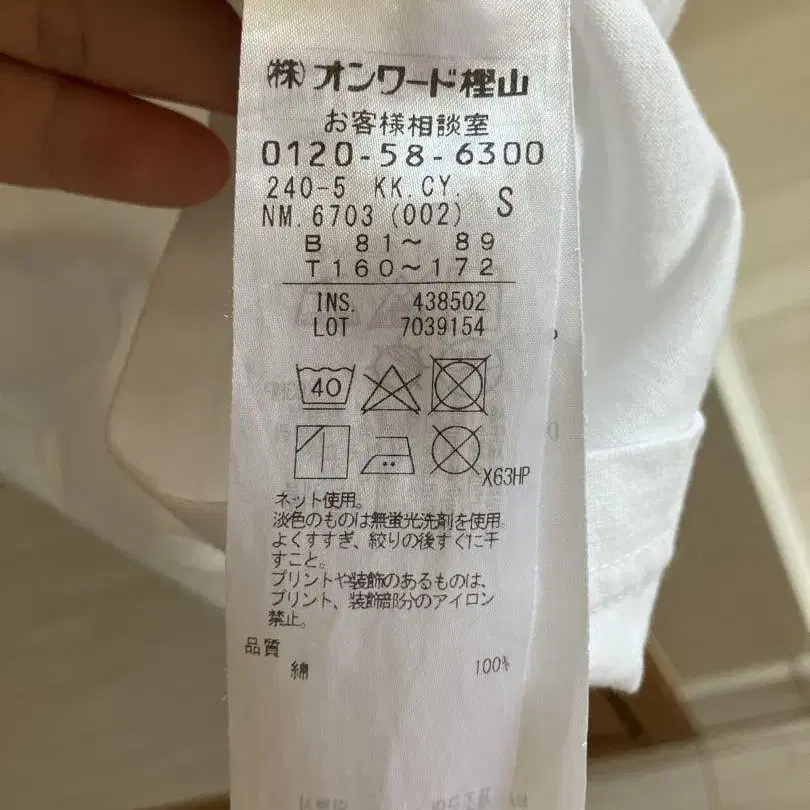 (株)オンワード樫山
お客様相談室
0120-58-6300
240-5 KK.CY.
NM.6703(002) S
B 81～ 89
T160～172
INS. 438502
LOT 7039154
40
X63HP
ネット使用。
淡色のものは無蛍光洗剤を使用。
よくすすぎ、絞りの後すぐに干
すこと。
プリントや装飾のあるものは、
プリント、装飾部分のアイロン
禁止。
品質
綿 100%